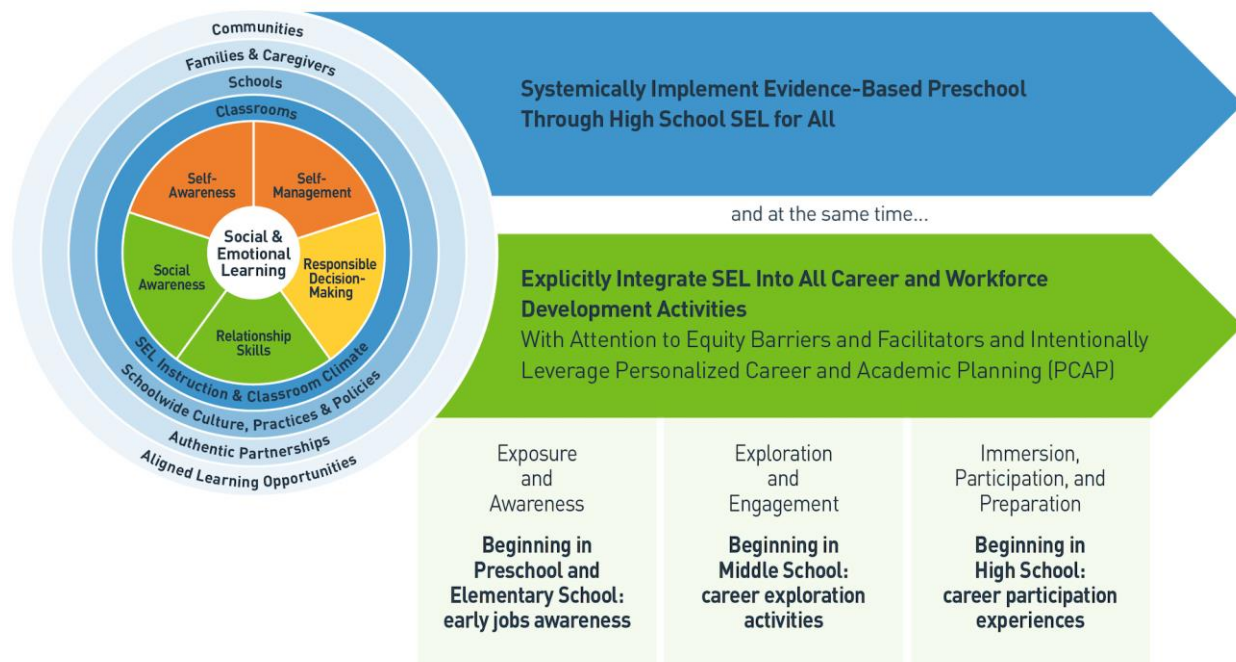 Communities
Families & Caregivers
Schools
Classrooms
Self-
Awareness
Self-
Management
Social &
Emotional
Learning
Social
Awareness
Responsible
Decision-
Making
Relationship
Skills
SEL Instruction & Classroom Climate
Schoolwide Culture, Practices & Policies
Authentic Partnerships
Aligned Learning Opportunities
Systemically Implement Evidence-Based Preschool
Through High School SEL for All
and at the same time...
Explicitly Integrate SEL Into All Career and Workforce
Development Activities
With Attention to Equity Barriers and Facilitators and Intentionally
Leverage Personalized Career and Academic Planning (PCAP)
Exposure
and
Awareness
Beginning in
Preschool and
Elementary School:
early jobs awareness
Exploration
and
Engagement
Beginning in
Middle School:
career exploration
activities
Immersion,
Participation, and
Preparation
Beginning in
High School:
career participation
experiences